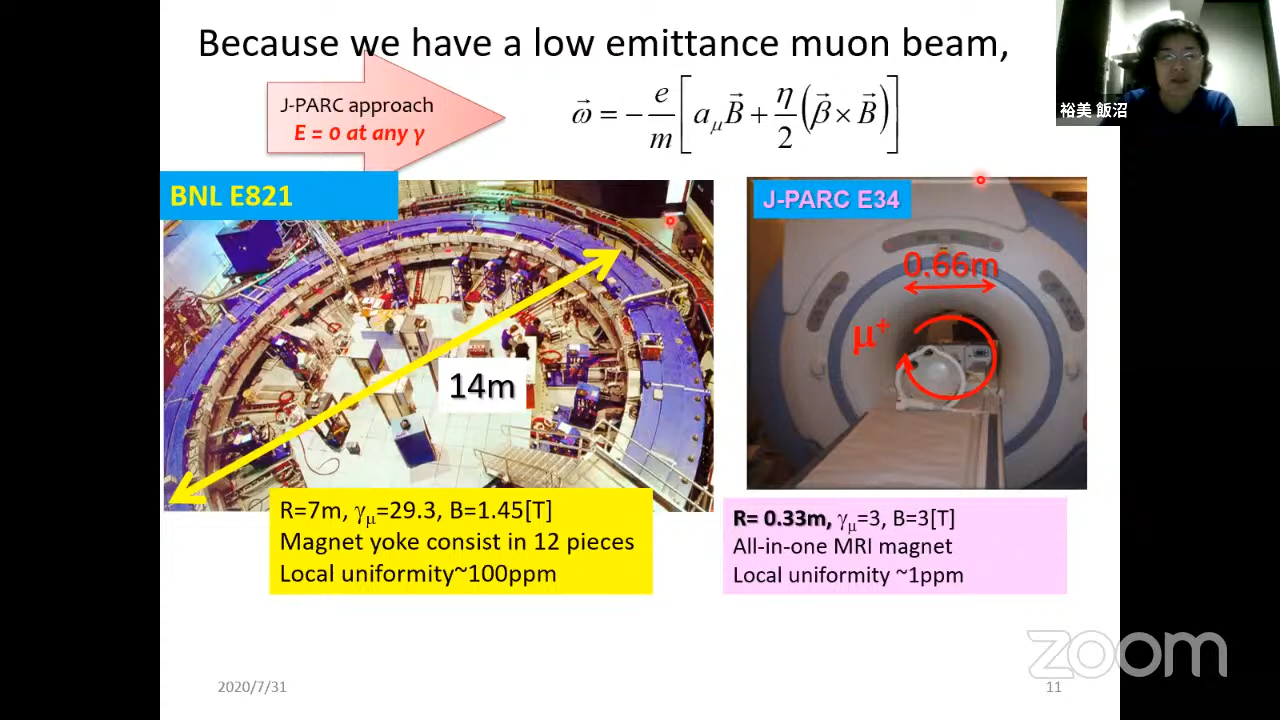 Because we have a low emittance muon beam,
J-PARC approach
E = 0 at any γ
ω⃗ = − e/m [ aμ B⃗ + η/2 ( β⃗ × B⃗ ) ]
裕美 飯沼
BNL E821
J-PARC E34
0.66m
μ+
14m
R=7m, γμ=29.3, B=1.45[T]
Magnet yoke consist in 12 pieces
Local uniformity~100ppm
R= 0.33m, γμ=3, B=3[T]
All-in-one MRI magnet
Local uniformity ~1ppm
zoom
2020/7/31
11